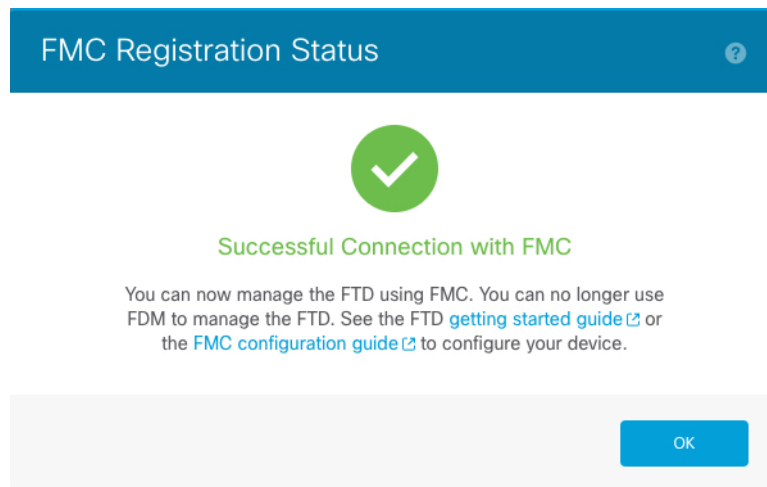 FMC Registration Status
Successful Connection with FMC
You can now manage the FTD using FMC. You can no longer use
FDM to manage the FTD. See the FTD getting started guide or
the FMC configuration guide to configure your device.
OK